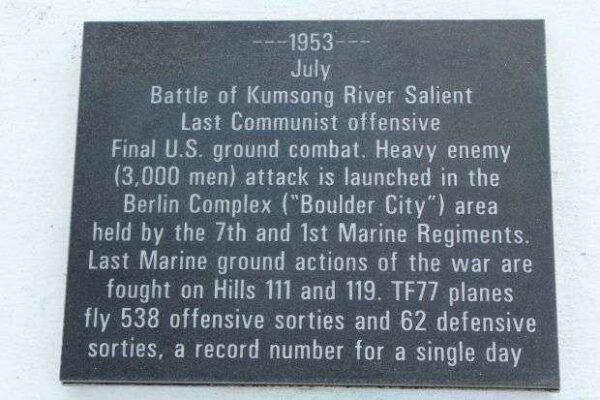 ---1953---
July
Battle of Kumsong River Salient
Last Communist offensive
Final U.S. ground combat. Heavy enemy
(3,000 men) attack is launched in the
Berlin Complex ("Boulder City") area
held by the 7th and 1st Marine Regiments.
Last Marine ground actions of the war are
fought on Hills 111 and 119. TF77 planes
fly 538 offensive sorties and 62 defensive
sorties, a record number for a single day